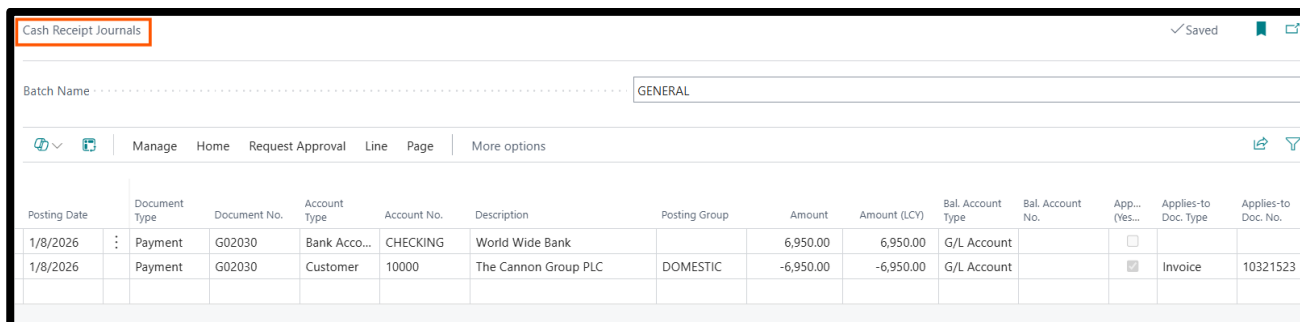 Cash Receipt Journals
Saved
Batch Name GENERAL
Manage Home Request Approval Line Page More options
Posting Date Document Type Document No. Account Type Account No. Description Posting Group Amount Amount (LCY) Bal. Account Type Bal. Account No. App... (Yes... Applies-to Doc. Type Applies-to Doc. No.
1/8/2026 Payment G02030 Bank Acco... CHECKING World Wide Bank 6,950.00 6,950.00 G/L Account
1/8/2026 Payment G02030 Customer 10000 The Cannon Group PLC DOMESTIC -6,950.00 -6,950.00 G/L Account Invoice 10321523